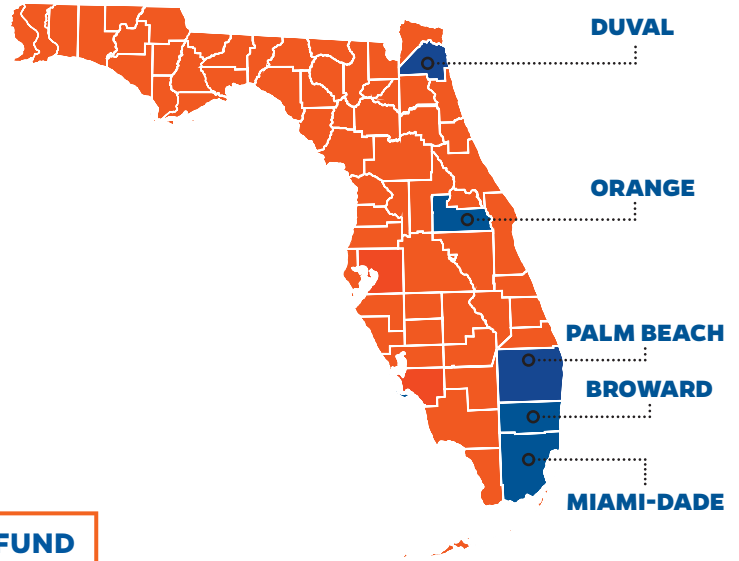 DUVAL
ORANGE
PALM BEACH
BROWARD
MIAMI-DADE
FUND